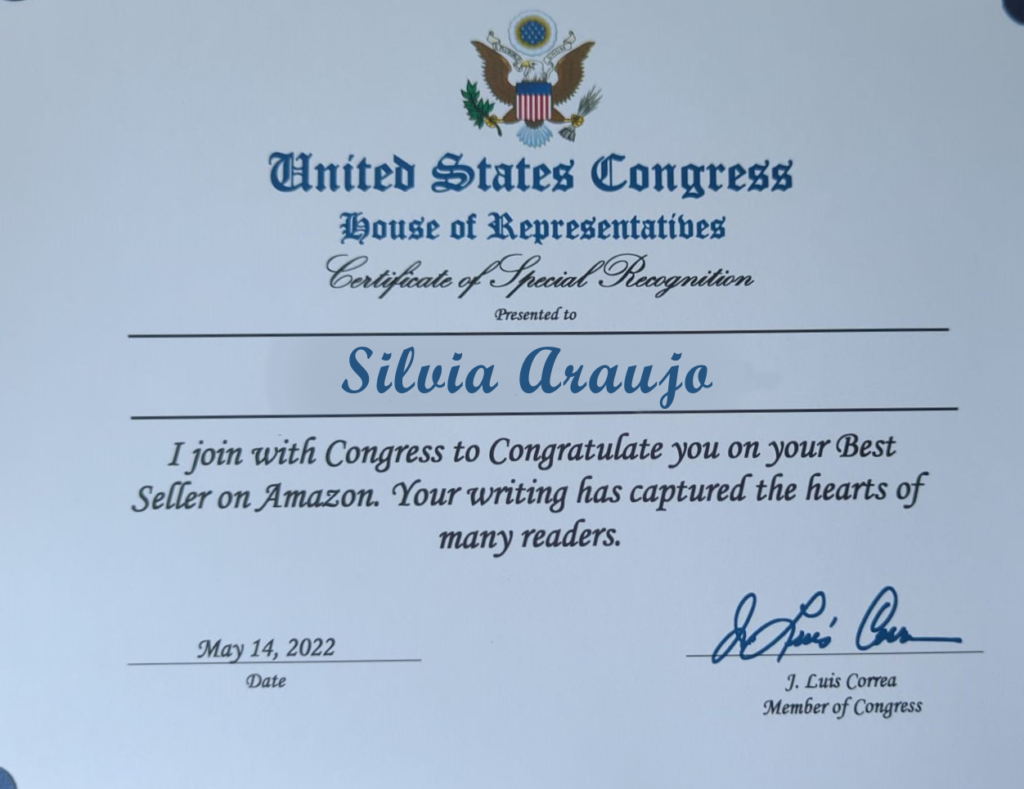 United States Congress
House of Representatives
Certificate of Special Recognition
Presented to
Silvia Araujo
I join with Congress to Congratulate you on your Best
Seller on Amazon. Your writing has captured the hearts of
many readers.
May 14, 2022
Date
J. Luis Correa
J. Luis Correa
Member of Congress